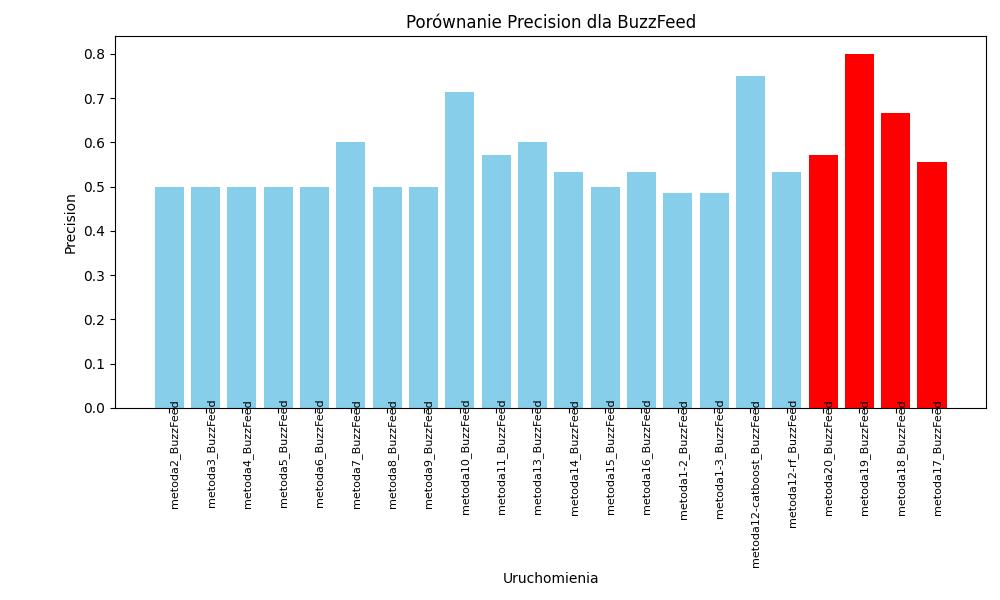 Porównanie Precision dla BuzzFeed
Precision
0.8
0.7
0.6
0.5
0.4
0.3
0.2
0.1
0.0
metoda2_BuzzFeed
metoda3_BuzzFeed
metoda4_BuzzFeed
metoda5_BuzzFeed
metoda6_BuzzFeed
metoda7_BuzzFeed
metoda8_BuzzFeed
metoda9_BuzzFeed
metoda10_BuzzFeed
metoda11_BuzzFeed
metoda13_BuzzFeed
metoda14_BuzzFeed
metoda15_BuzzFeed
metoda16_BuzzFeed
metoda1-2_BuzzFeed
metoda1-3_BuzzFeed
metoda12-catboost_BuzzFeed
metoda12-rf_BuzzFeed
metoda20_BuzzFeed
metoda19_BuzzFeed
metoda18_BuzzFeed
metoda17_BuzzFeed
Uruchomienia